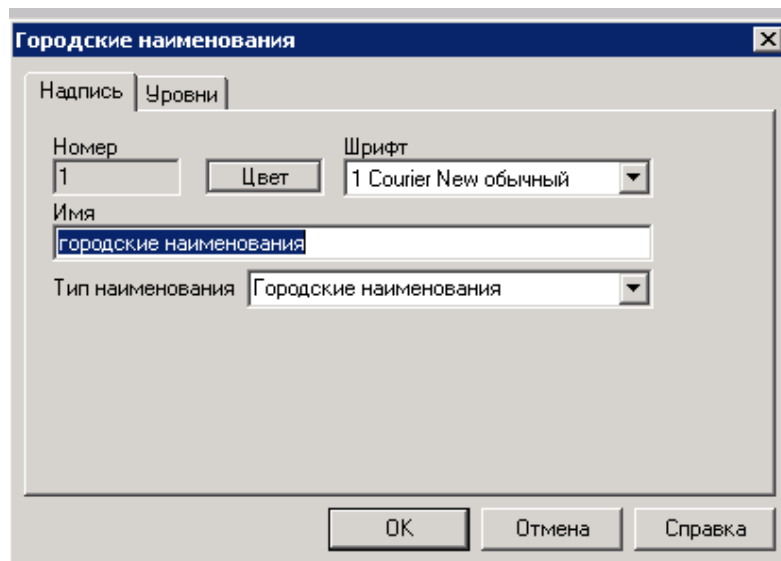 Городские наименования
Надпись Уровни
Номер Шрифт
1 Цвет 1 Courier New обычный
Имя
городские наименования
Тип наименования Городские наименования
OK Отмена Справка